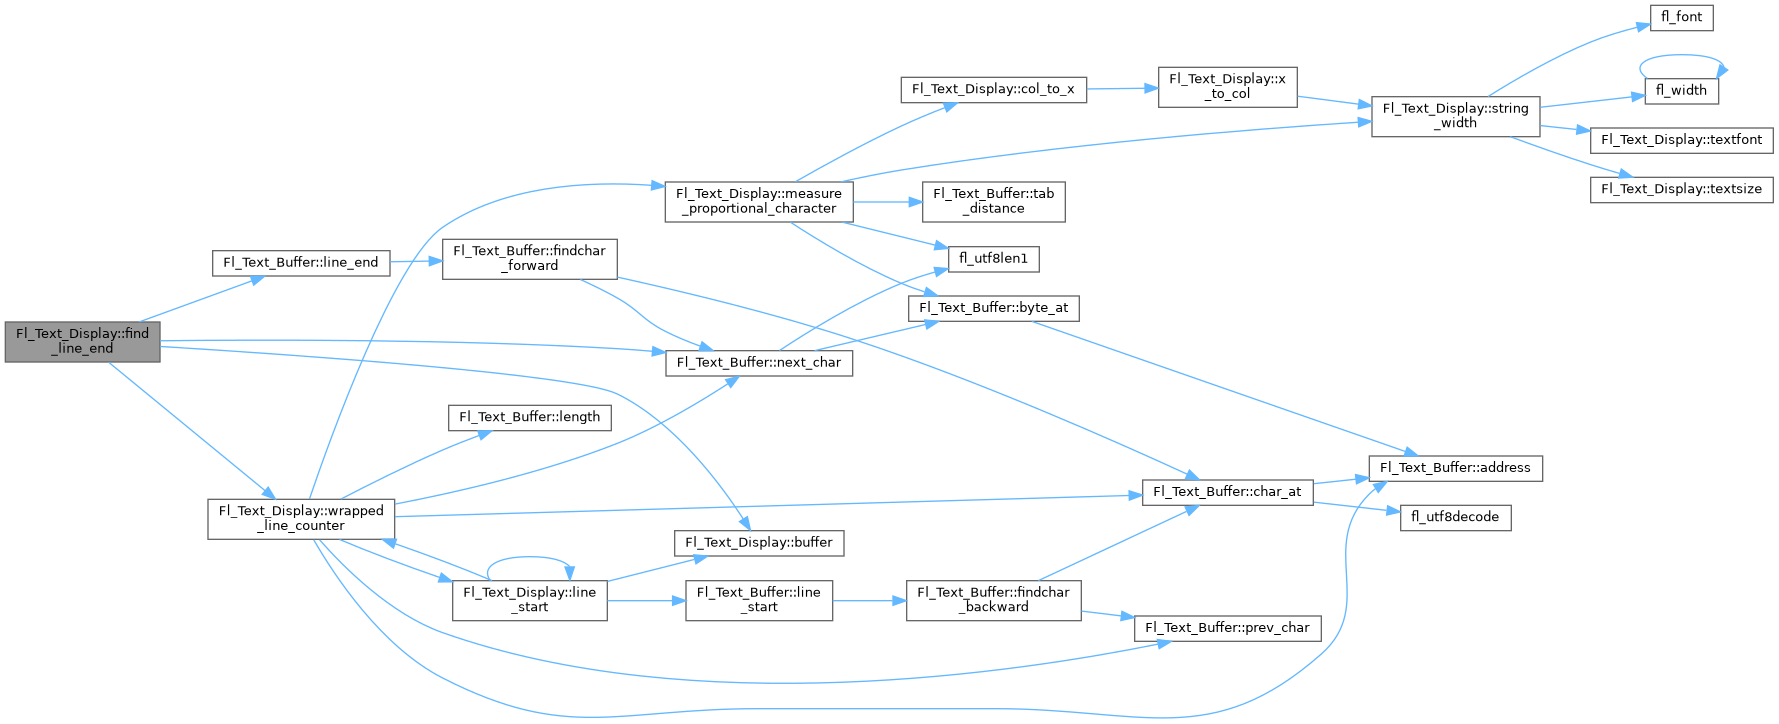 Fl_Text_Display::find
_line_end
Fl_Text_Buffer::line_end
Fl_Text_Display::wrapped
_line_counter
Fl_Text_Buffer::findchar
_forward
Fl_Text_Buffer::length
Fl_Text_Display::line
_start
Fl_Text_Display::measure
_proportional_character
Fl_Text_Buffer::next_char
Fl_Text_Display::buffer
Fl_Text_Buffer::line
_start
Fl_Text_Display::col_to_x
Fl_Text_Buffer::tab
_distance
fl_utf8len1
Fl_Text_Buffer::byte_at
Fl_Text_Buffer::findchar
_backward
Fl_Text_Display::x
_to_col
Fl_Text_Buffer::char_at
Fl_Text_Buffer::prev_char
Fl_Text_Display::string
_width
Fl_Text_Buffer::address
fl_utf8decode
fl_font
fl_width
Fl_Text_Display::textfont
Fl_Text_Display::textsize